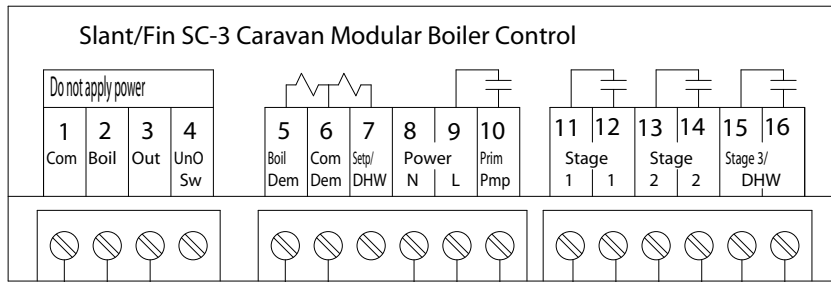 Slant/Fin SC-3 Caravan Modular Boiler Control
Do not apply power
1 2 3 4
Com Boil Out UnO
Sw
5 6 7 8 9 10
Boil Com Setp/ Power Prim
Dem Dem DHW N L Pmp
11 12 13 14 15 16
Stage Stage Stage 3/
1 1 2 2 DHW